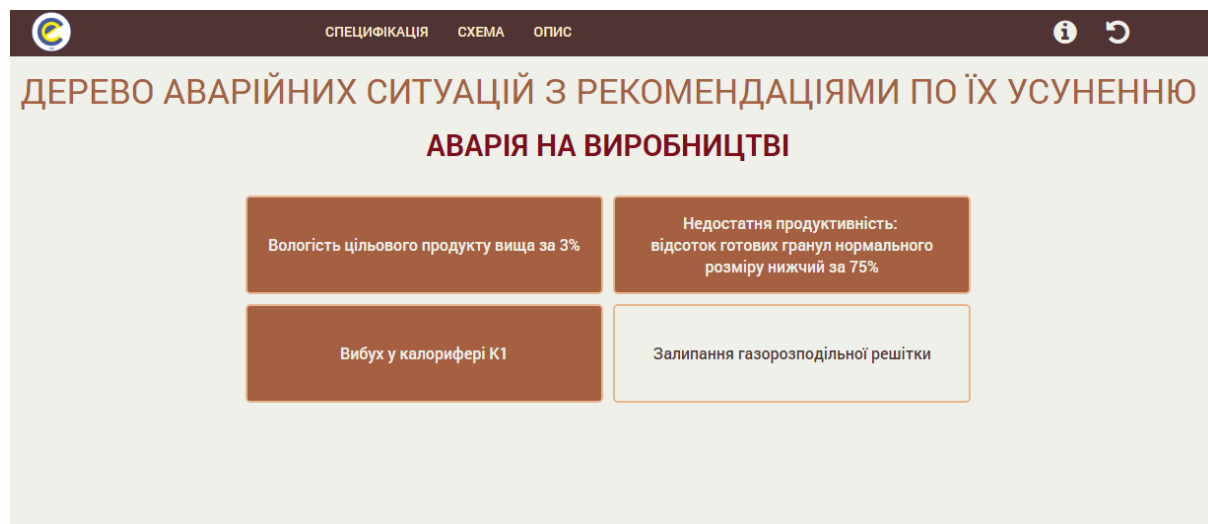 СПЕЦИФІКАЦІЯ СХЕМА ОПИС
ДЕРЕВО АВАРІЙНИХ СИТУАЦІЙ З РЕКОМЕНДАЦІЯМИ ПО ЇХ УСУНЕННЮ
АВАРІЯ НА ВИРОБНИЦТВІ
Вологість цільового продукту вища за 3%
Недостатня продуктивність:
відсоток готових гранул нормального
розміру нижчий за 75%
Вибух у калорифері К1
Залипання газорозподільної решітки